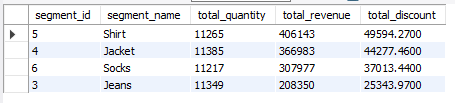 segment_id segment_name total_quantity total_revenue total_discount
5 Shirt 11265 406143 49594.2700
4 Jacket 11385 366983 44277.4600
6 Socks 11217 307977 37013.4400
3 Jeans 11349 208350 25343.9700